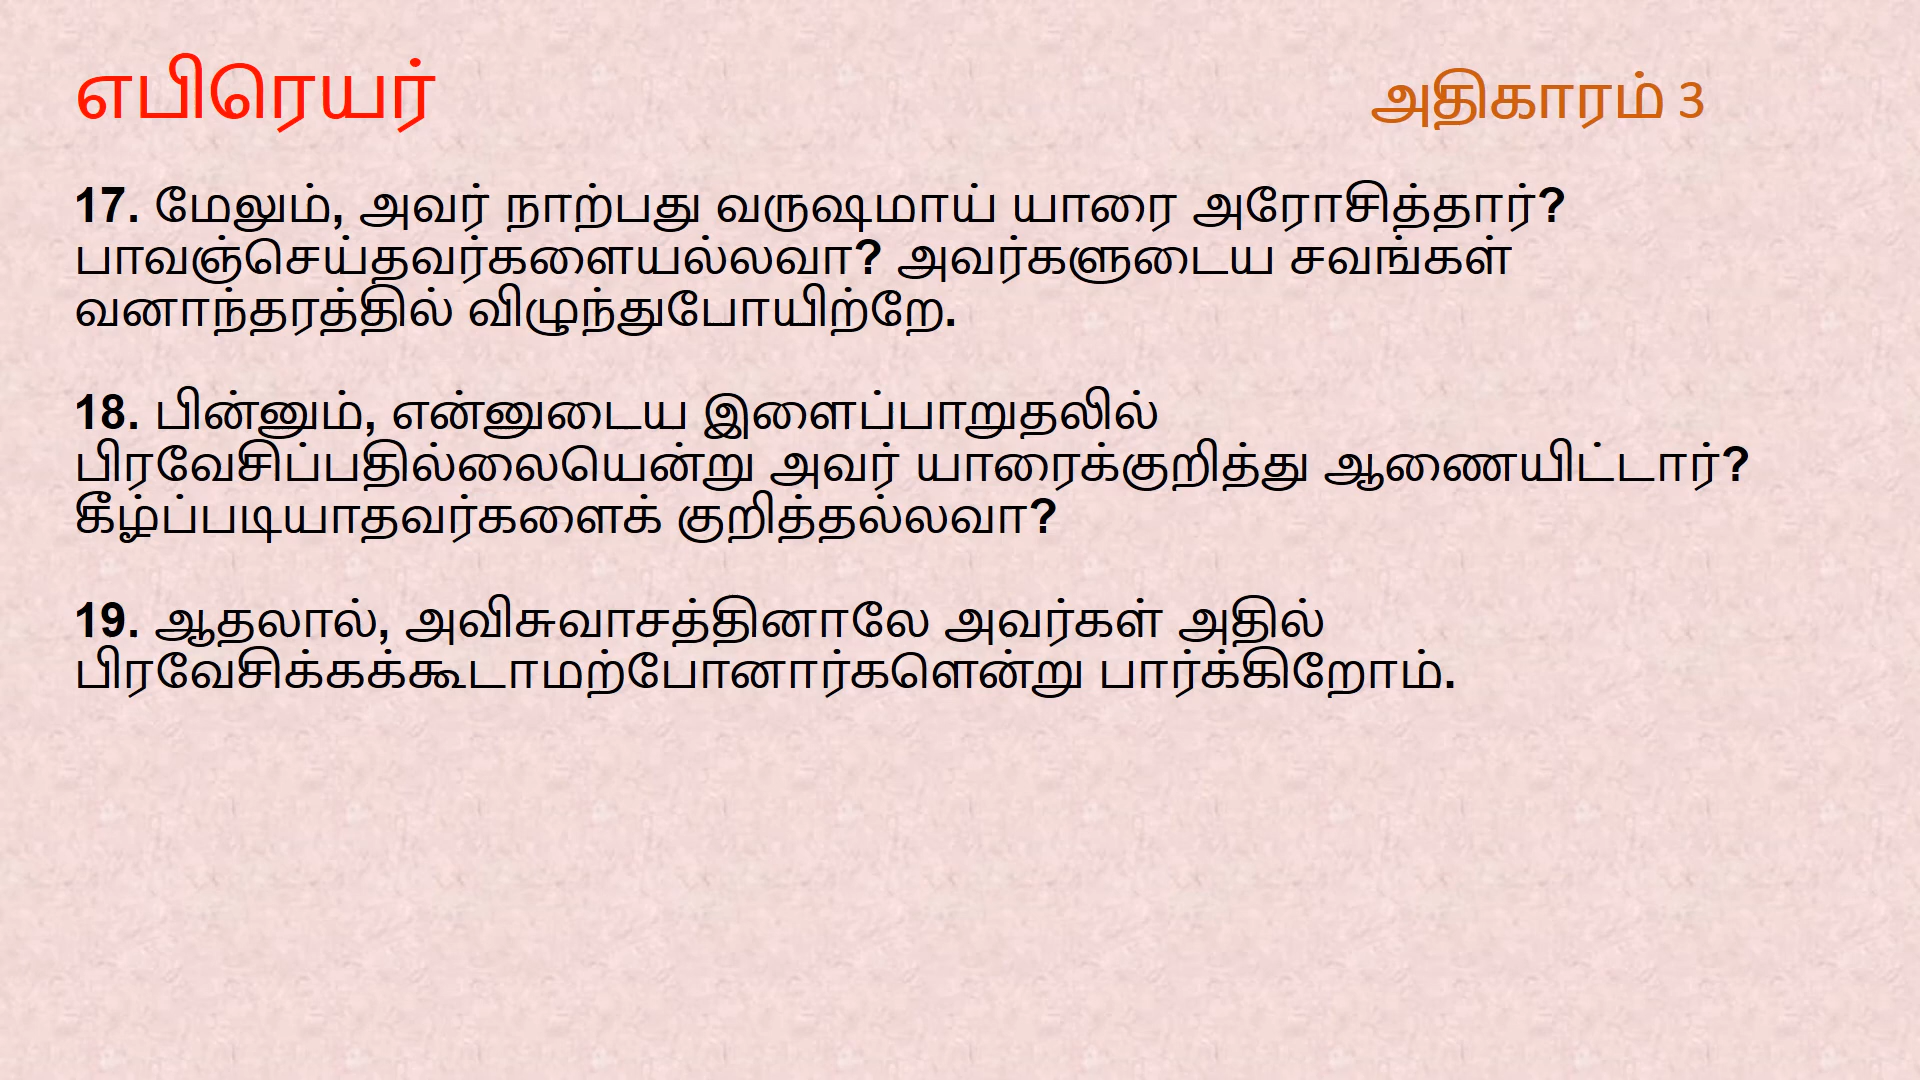 எபிரெயர்
அதிகாரம் 3
17. மேலும், அவர் நாற்பது வருஷமாய் யாரை அரோசித்தார்?
பாவஞ்செய்தவர்களையல்லவா? அவர்களுடைய சவங்கள்
வனாந்தரத்தில் விழுந்துபோயிற்றே.
18. பின்னும், என்னுடைய இளைப்பாறுதலில்
பிரவேசிப்பதில்லையென்று அவர் யாரைக்குறித்து ஆணையிட்டார்?
கீழ்ப்படியாதவர்களைக் குறித்தல்லவா?
19. ஆதலால், அவிசுவாசத்தினாலே அவர்கள் அதில்
பிரவேசிக்கக்கூடாமற்போனார்களென்று பார்க்கிறோம்.